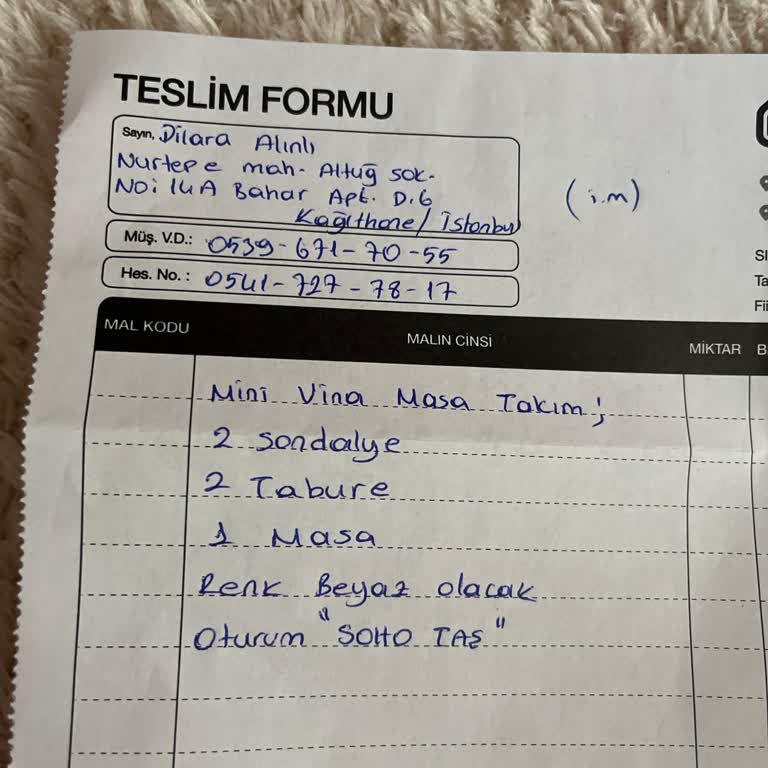 TESLİM FORMU
Sayın, Dilara Alınlı
Nurtepe mah. Altuğ sok.
No: 14A Bahar Apt. D.6
Kağıthane/ İstanbul
(i.m)
Müş. V.D.: 0539-671-70-55
Hes. No.: 0541-727-78-17
MAL KODU MALIN CİNSİ MİKTAR B
Mini Vina Masa Takımı;
2 Sandalye
2 Tabure
1 Masa
Renk Beyaz olacak
Oturum "SOHO TAŞ"